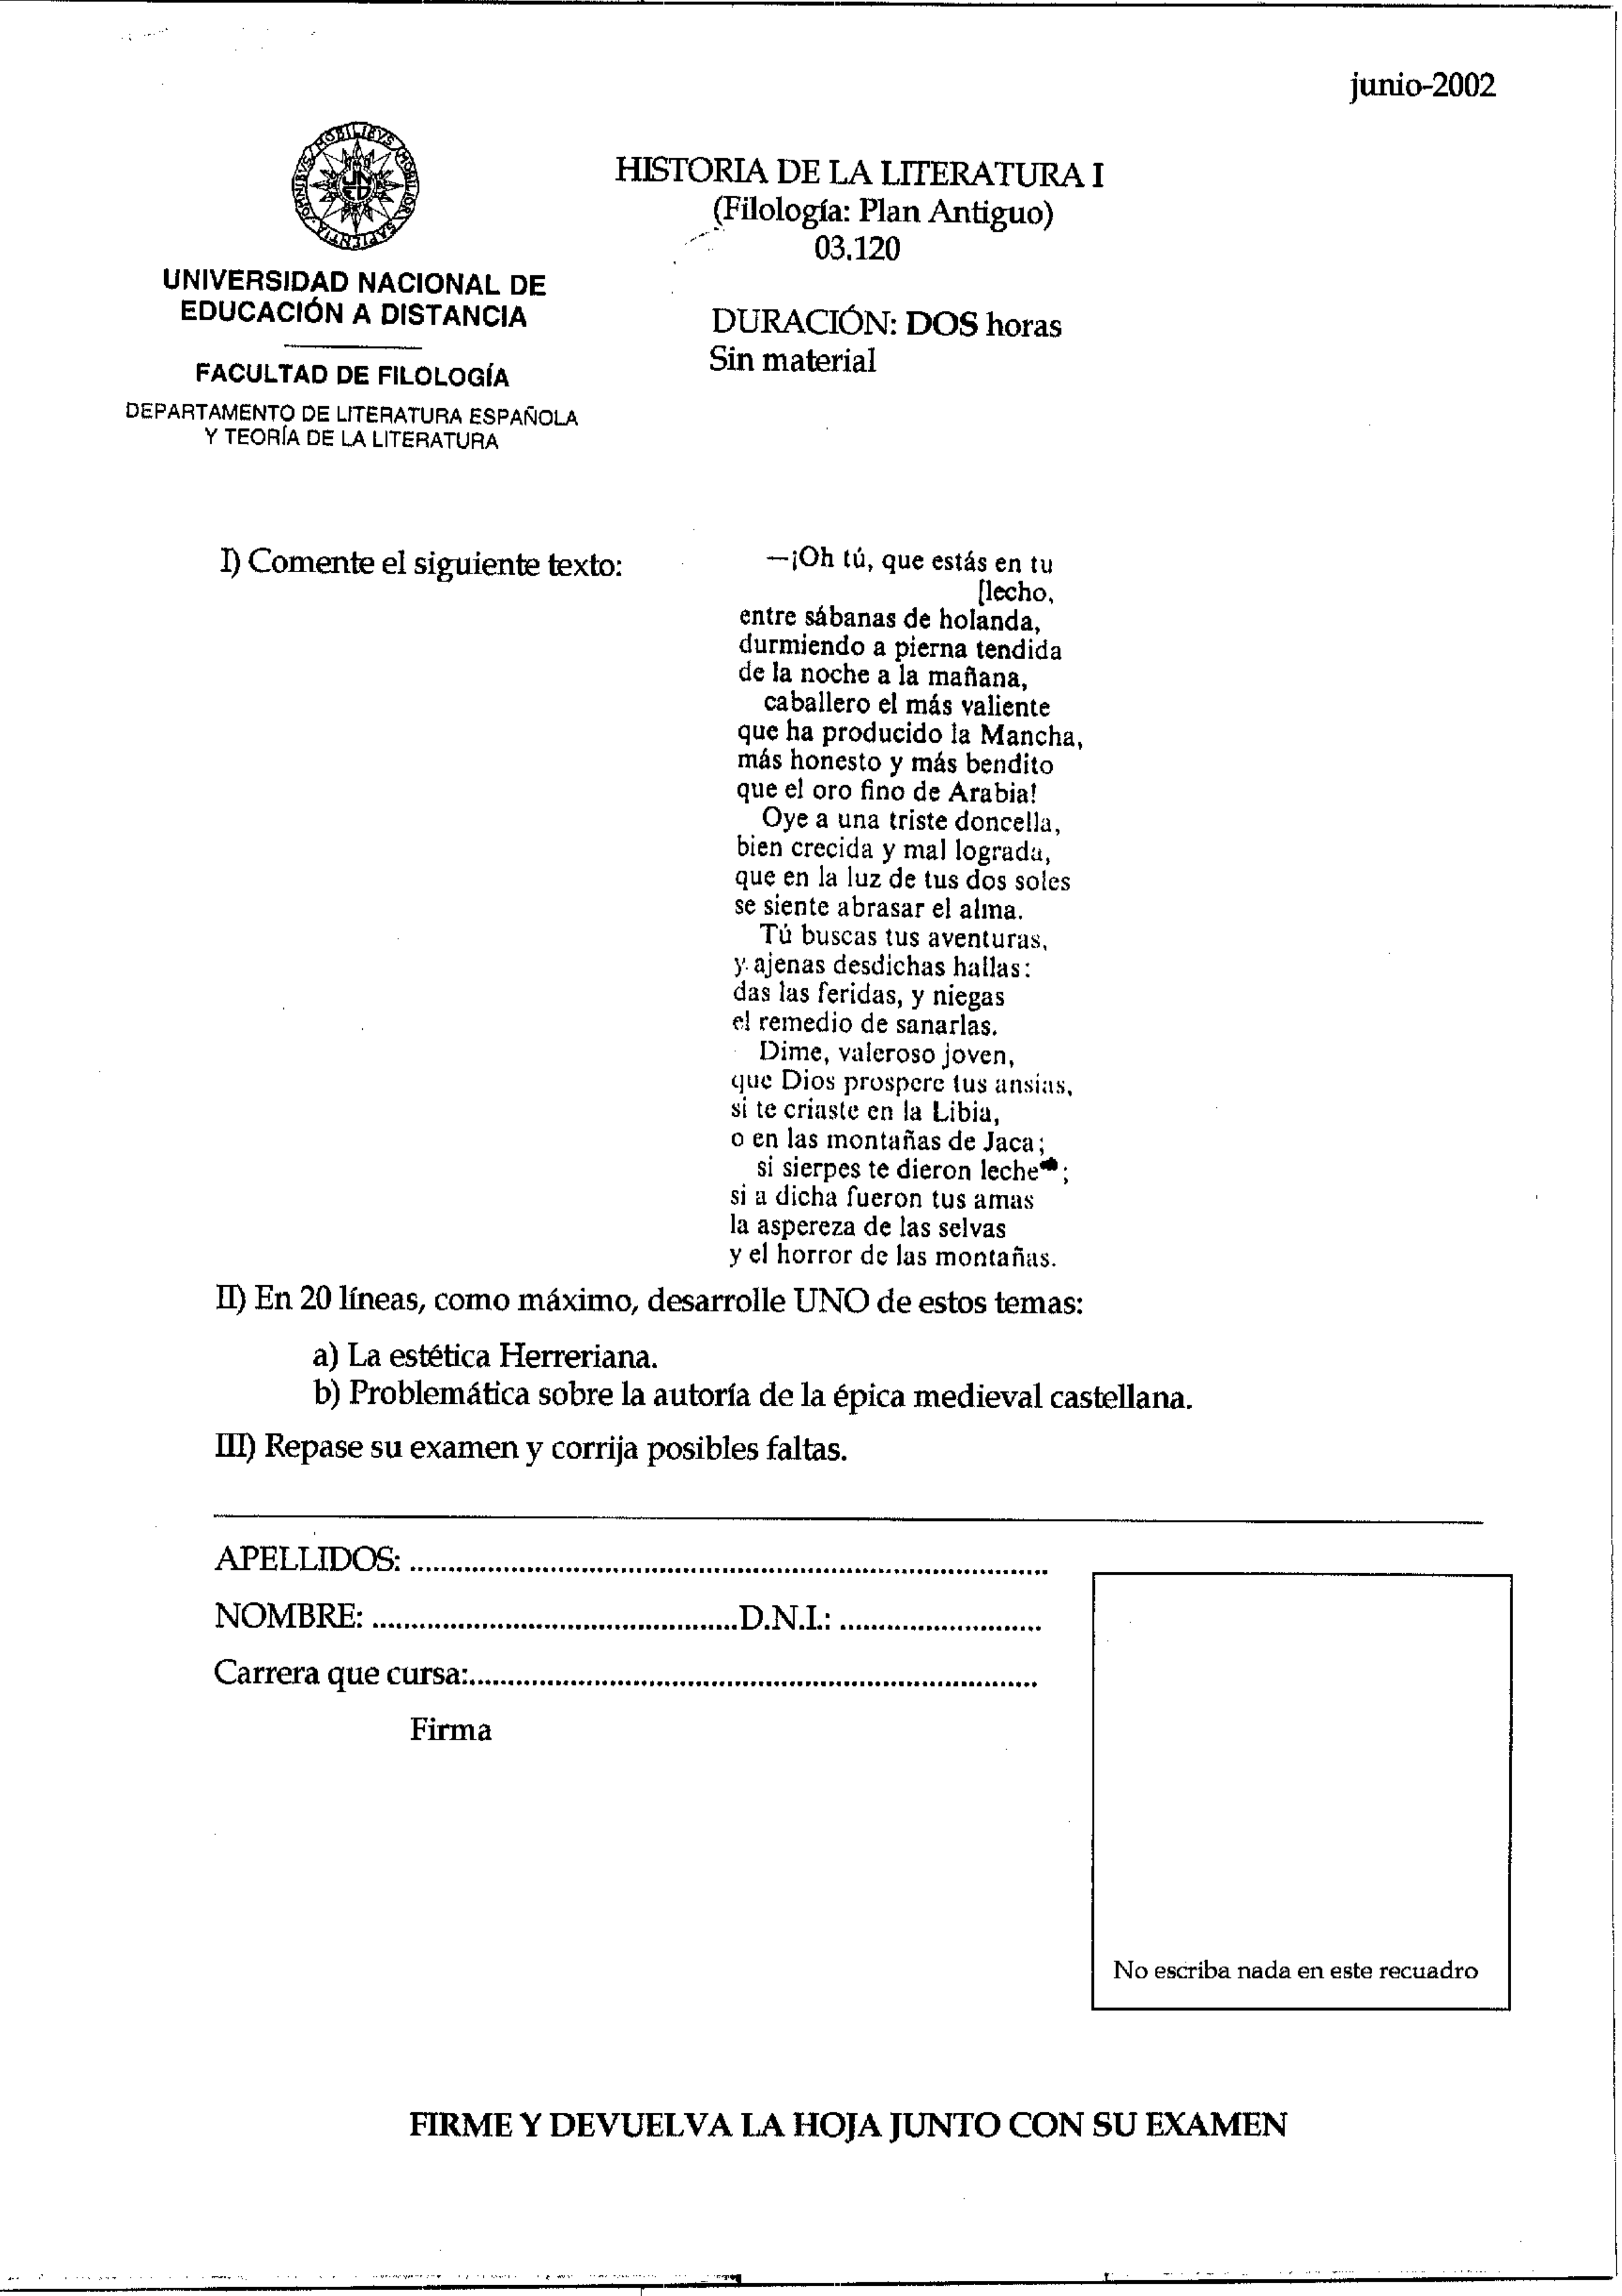 junio-2002
OMNIBVS MOBILIBVS MOBILIOR SAPIENTIA
UNED
UNIVERSIDAD NACIONAL DE
EDUCACIÓN A DISTANCIA
FACULTAD DE FILOLOGÍA
DEPARTAMENTO DE LITERATURA ESPAÑOLA
Y TEORÍA DE LA LITERATURA
HISTORIA DE LA LITERATURA I
(Filología: Plan Antiguo)
03.120
DURACIÓN: DOS horas
Sin material
I) Comente el siguiente texto:
—¡Oh tú, que estás en tu
[lecho,
entre sábanas de holanda,
durmiendo a pierna tendida
de la noche a la mañana,
caballero el más valiente
que ha producido la Mancha,
más honesto y más bendito
que el oro fino de Arabia!
Oye a una triste doncella,
bien crecida y mal lograda,
que en la luz de tus dos soles
se siente abrasar el alma.
Tú buscas tus aventuras,
y ajenas desdichas hallas:
das las feridas, y niegas
el remedio de sanarlas.
Dime, valeroso joven,
que Dios prospere tus ansias,
si te criaste en la Libia,
o en las montañas de Jaca;
si sierpes te dieron leche ;
si a dicha fueron tus amas
la aspereza de las selvas
y el horror de las montañas.
II) En 20 líneas, como máximo, desarrolle UNO de estos temas:
a) La estética Herreriana.
b) Problemática sobre la autoría de la épica medieval castellana.
III) Repase su examen y corrija posibles faltas.
APELLIDOS: ................................................................................
NOMBRE: ..............................................D.N.I.: ..........................
Carrera que cursa:........................................................................
Firma
No escriba nada en este recuadro
FIRME Y DEVUELVA LA HOJA JUNTO CON SU EXAMEN